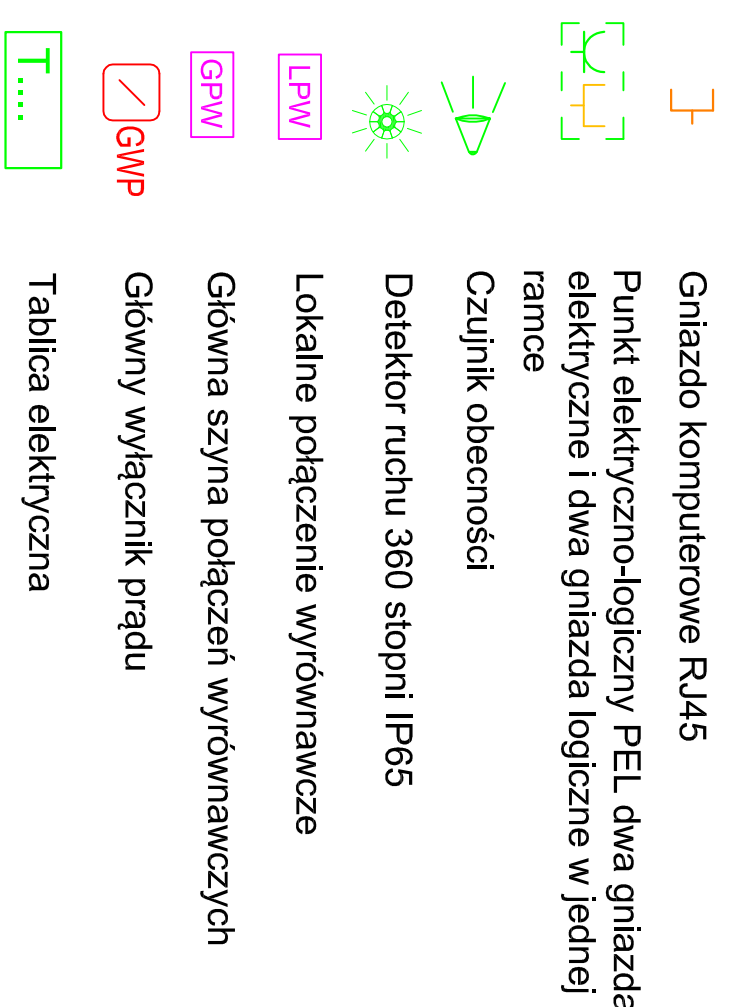 Gniazdo komputerowe RJ45
Punkt elektryczno-logiczny PEL dwa gniazda
elektryczne i dwa gniazda logiczne w jednej
ramce
Czujnik obecności
Detektor ruchu 360 stopni IP65
LPW Lokalne połączenie wyrównawcze
GPW Główna szyna połączeń wyrównawczych
GWP Główny wyłącznik prądu
T.... Tablica elektryczna